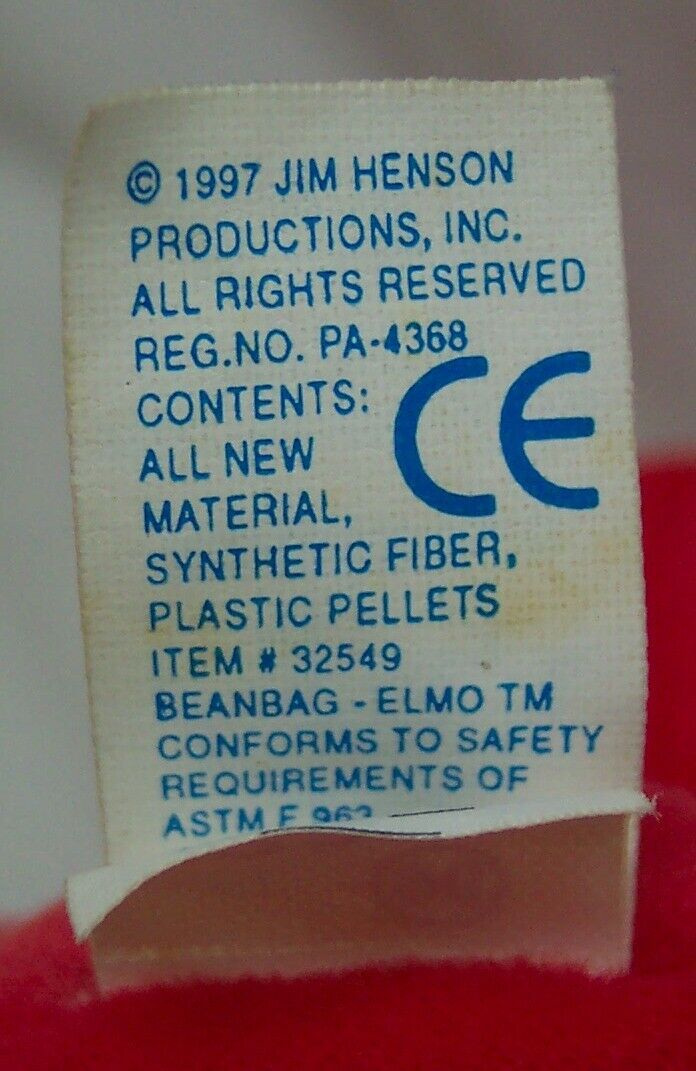 © 1997 JIM HENSON
PRODUCTIONS, INC.
ALL RIGHTS RESERVED
REG.NO. PA-4368
CONTENTS:
CE
ALL NEW
MATERIAL,
SYNTHETIC FIBER,
PLASTIC PELLETS
ITEM # 32549
BEANBAG - ELMO TM
CONFORMS TO SAFETY
REQUIREMENTS OF
ASTM F 963